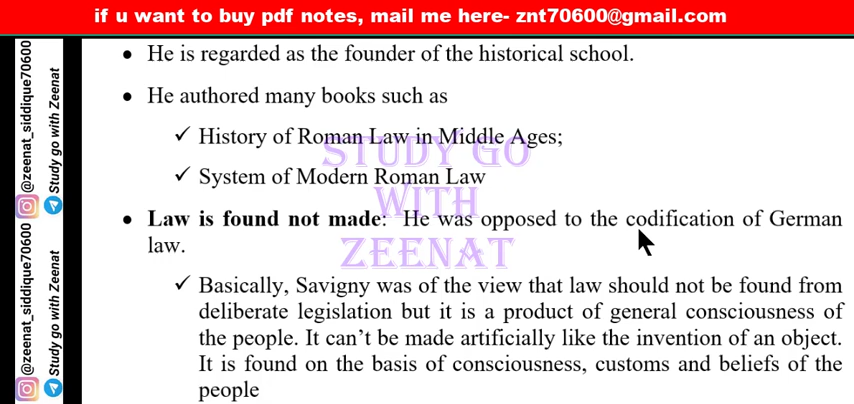 if u want to buy pdf notes, mail me here- znt70600@gmail.com
• He is regarded as the founder of the historical school.
• He authored many books such as
✓ History of Roman Law in Middle Ages;
✓ System of Modern Roman Law
• Law is found not made: He was opposed to the codification of German
law.
✓ Basically, Savigny was of the view that law should not be found from
deliberate legislation but it is a product of general consciousness of
the people. It can't be made artificially like the invention of an object.
It is found on the basis of consciousness, customs and beliefs of the
people
STUDY GO
WITH
ZEENAT
@zeenat_siddique70600
Study go with Zeenat
@zeenat_siddique70600
Study go with Zeenat